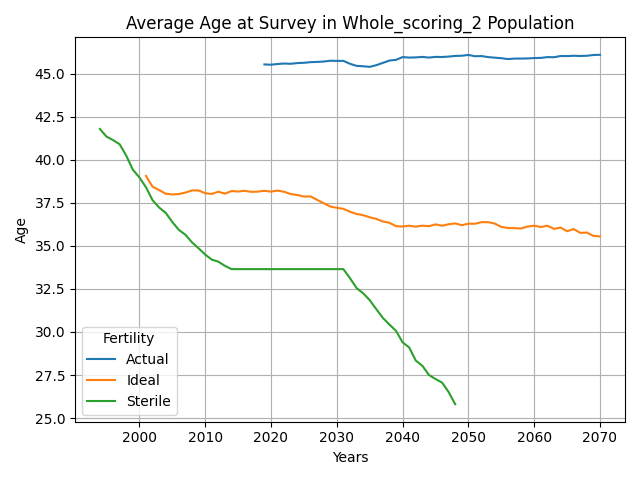 Average Age at Survey in Whole_scoring_2 Population
Age
45.0
42.5
40.0
37.5
35.0
32.5
30.0
27.5
25.0
Fertility
Actual
Ideal
Sterile
2000 2010 2020 2030 2040 2050 2060 2070
Years